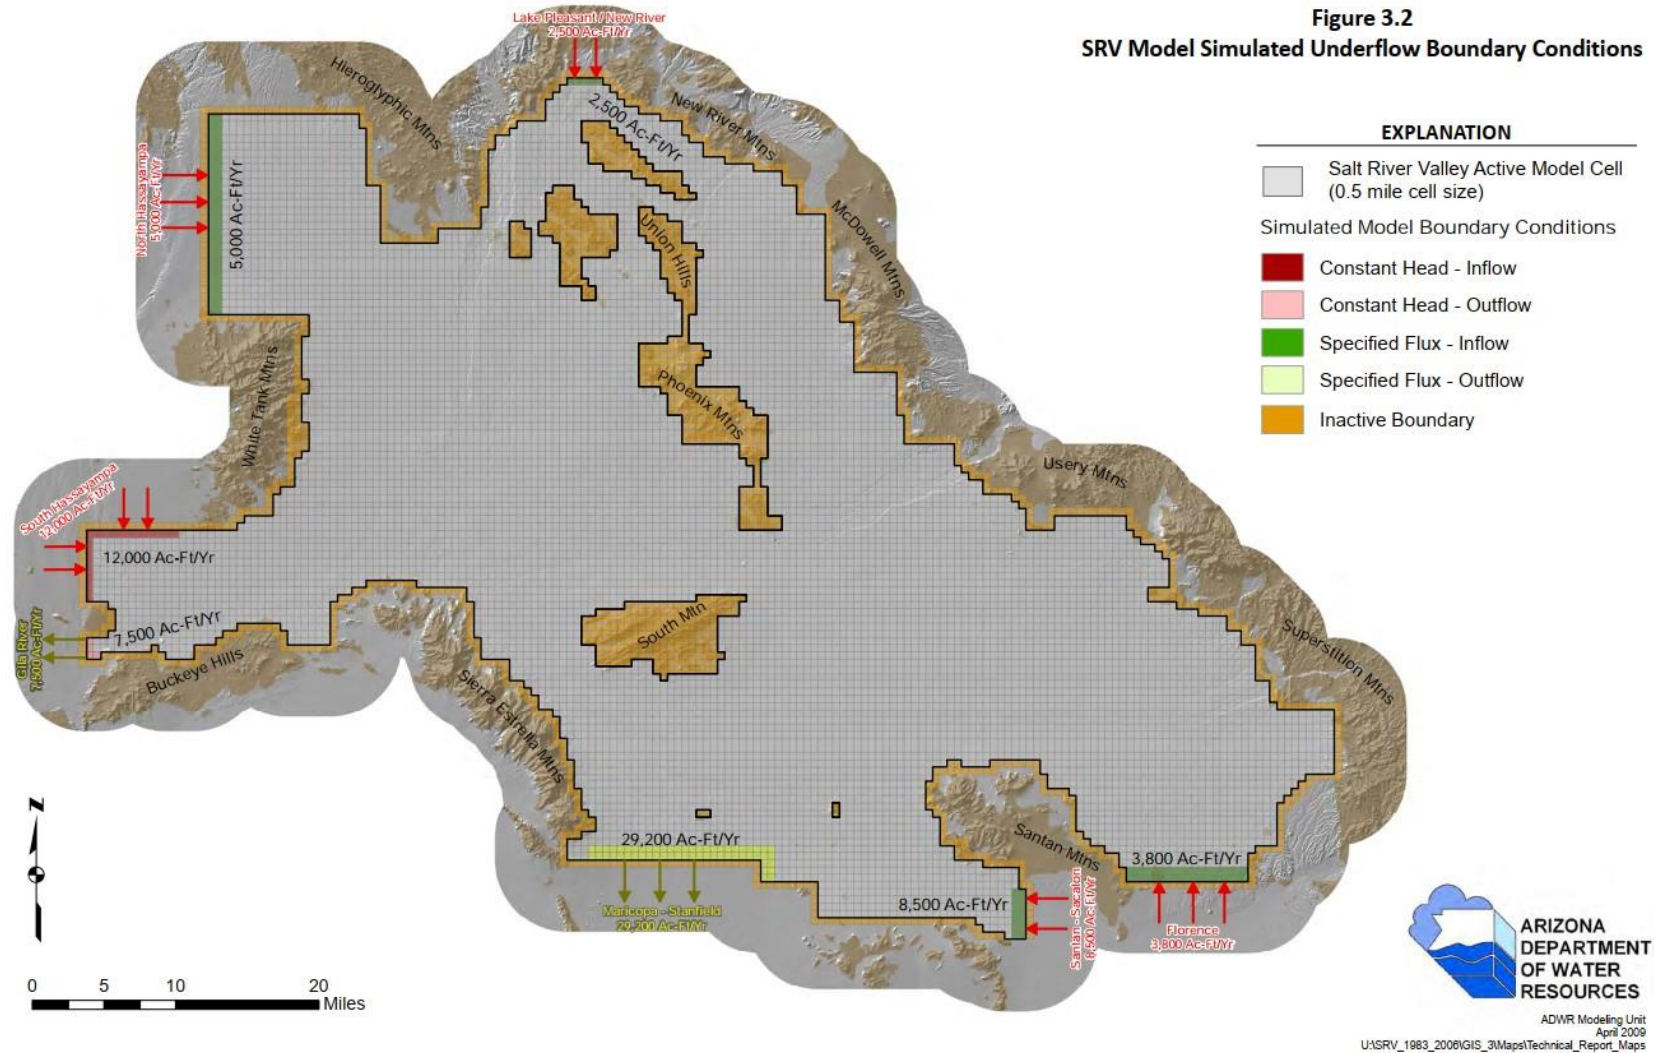 Figure 3.2
SRV Model Simulated Underflow Boundary Conditions
Lake Pleasant / New River
2,500 Ac-Ft/Yr
Hieroglyphic Mtns
2,500 Ac-Ft/Yr
New River Mtns
North Hassayampa
5,000 Ac-Ft/Yr
5,000 Ac-Ft/Yr
Union Hills
McDowell Mtns
White Tank Mtns
Phoenix Mtns
Usery Mtns
South Hassayampa
12,000 Ac-Ft/Yr
12,000 Ac-Ft/Yr
7,500 Ac-Ft/Yr
Gila River
7,500 Ac-Ft/Yr
Buckeye Hills
South Mtn
Superstition Mtns
Sierra Estrella Mtns
29,200 Ac-Ft/Yr
Maricopa - Stanfield
29,200 Ac-Ft/Yr
Santan Mtns
8,500 Ac-Ft/Yr
Santan - Sacaton
8,500 Ac-Ft/Yr
3,800 Ac-Ft/Yr
Florence
3,800 Ac-Ft/Yr
EXPLANATION
Salt River Valley Active Model Cell
(0.5 mile cell size)
Simulated Model Boundary Conditions
Constant Head - Inflow
Constant Head - Outflow
Specified Flux - Inflow
Specified Flux - Outflow
Inactive Boundary
N
0 5 10 20
Miles
ARIZONA
DEPARTMENT
OF WATER
RESOURCES
ADWR Modeling Unit
April 2009
U:\SRV_1983_2006\GIS_3\Maps\Technical_Report_Maps